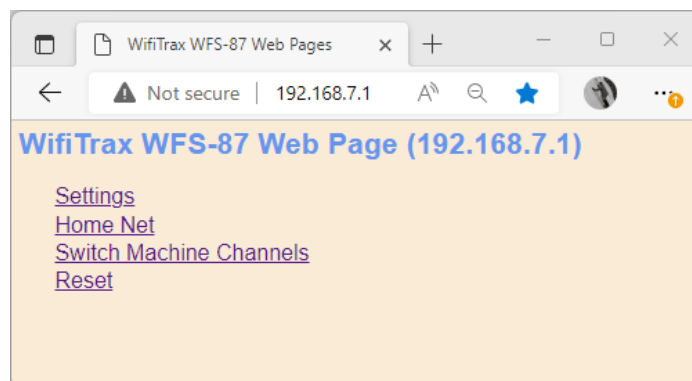 WifiTrax WFS-87 Web Pages
Not secure | 192.168.7.1
WifiTrax WFS-87 Web Page (192.168.7.1)
Settings
Home Net
Switch Machine Channels
Reset